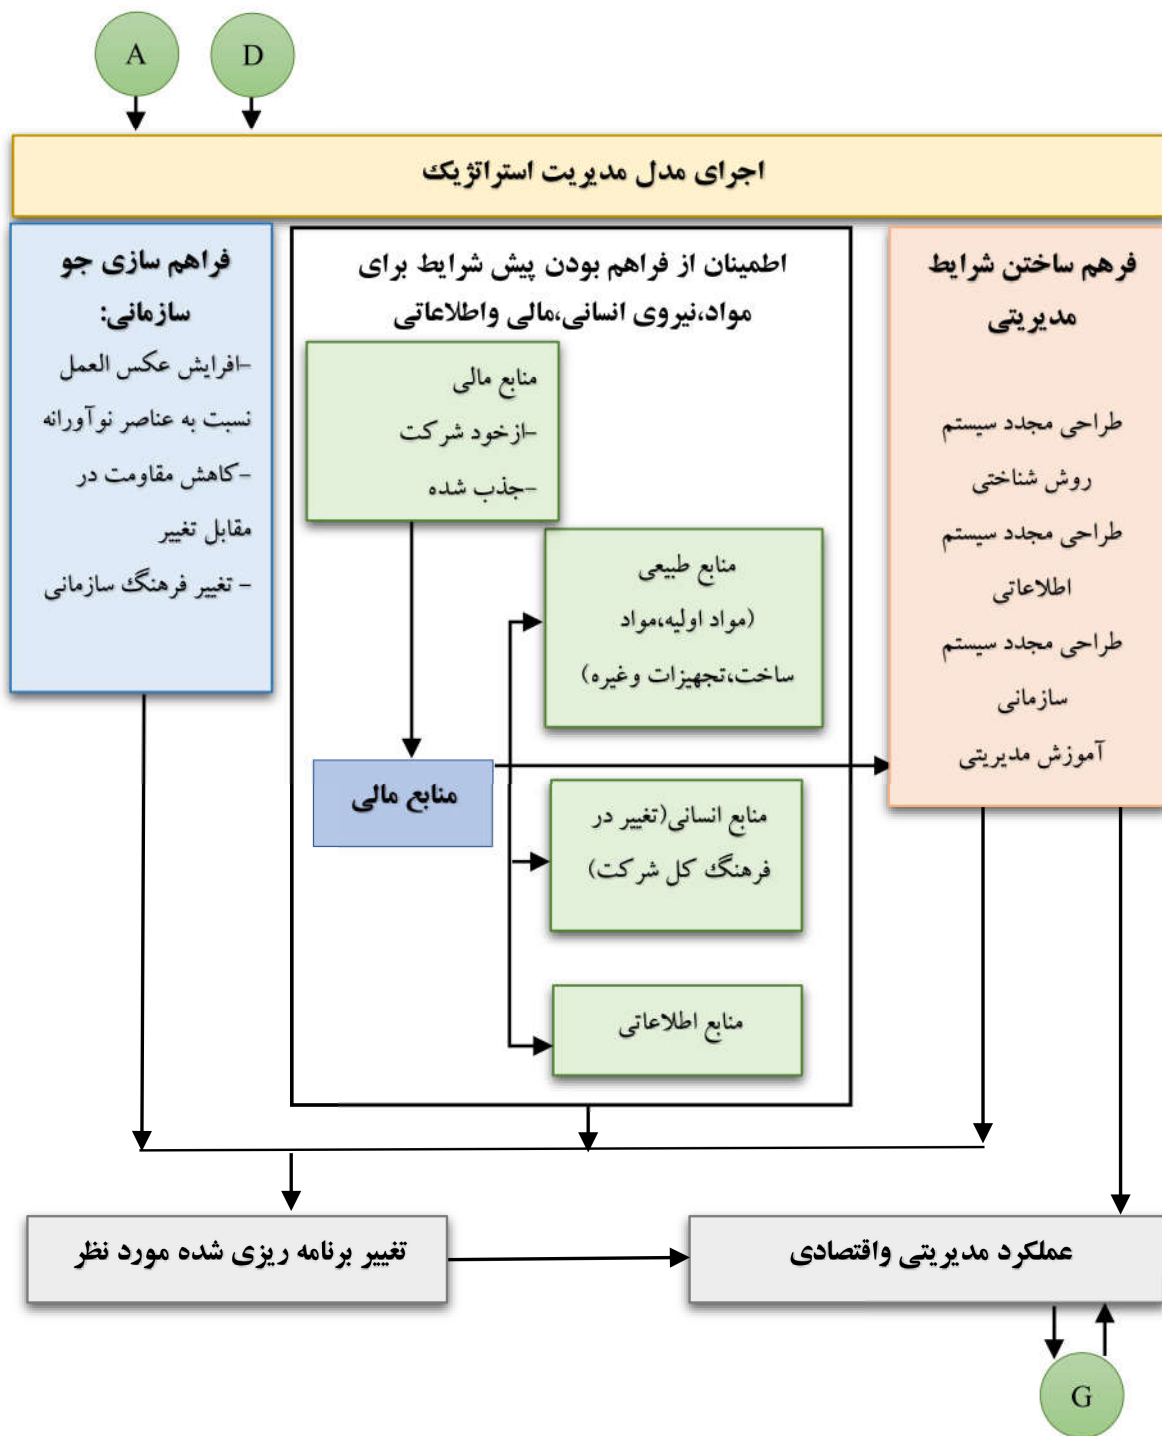 A
D
اجرای مدل مدیریت استراتژیک
فرهم ساختن شرایط
مدیریتی
طراحی مجدد سیستم
روش شناختی
طراحی مجدد سیستم
اطلاعاتی
طراحی مجدد سیستم
سازمانی
آموزش مدیریتی
اطمینان از فراهم بودن پیش شرایط برای
مواد،نیروی انسانی،مالی واطلاعاتی
منابع مالی
-ازخود شرکت
-جذب شده
منابع طبیعی
(مواد اولیه،مواد
ساخت،تجهیزات وغیره)
منابع مالی
منابع انسانی(تغییر در
فرهنگ کل شرکت)
منابع اطلاعاتی
فراهم سازی جو
سازمانی:
-افرایش عکس العمل
نسبت به عناصر نوآورانه
-کاهش مقاومت در
مقابل تغییر
- تغییر فرهنگ سازمانی
تغییر برنامه ریزی شده مورد نظر
عملکرد مدیریتی واقتصادی
G